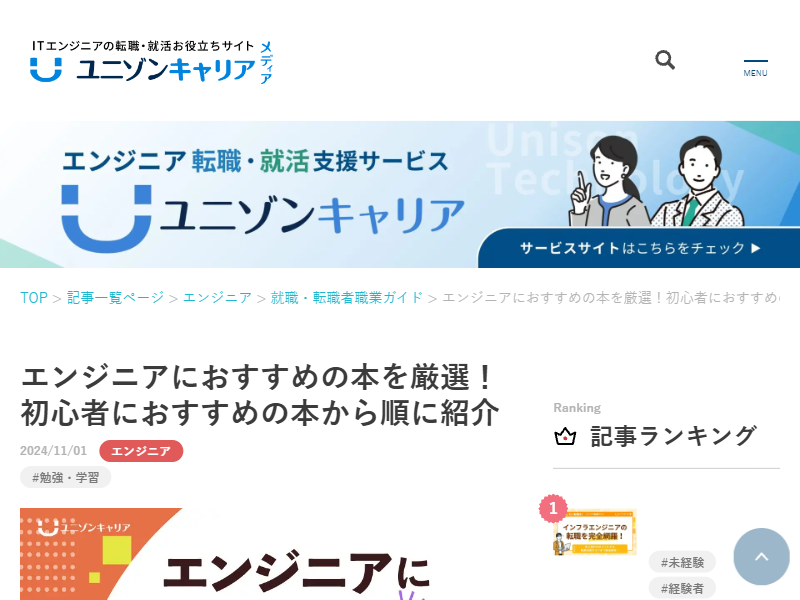 ITエンジニアの転職・就活お役立ちサイト
ユニゾンキャリア
メディア
MENU
Unison
Technology
エンジニア転職・就活支援サービス
ユニゾンキャリア
サービスサイトはこちらをチェック ▶
TOP > 記事一覧ページ > エンジニア > 就職・転職者職業ガイド > エンジニアにおすすめの本を厳選！初心者におすすめ
エンジニアにおすすめの本を厳選！
初心者におすすめの本から順に紹介
2024/11/01 エンジニア
#勉強・学習
ユニゾンキャリア
エンジニアに
Ranking
記事ランキング
1
インフラエンジニアの
転職を完全網羅！
#未経験
#経験者